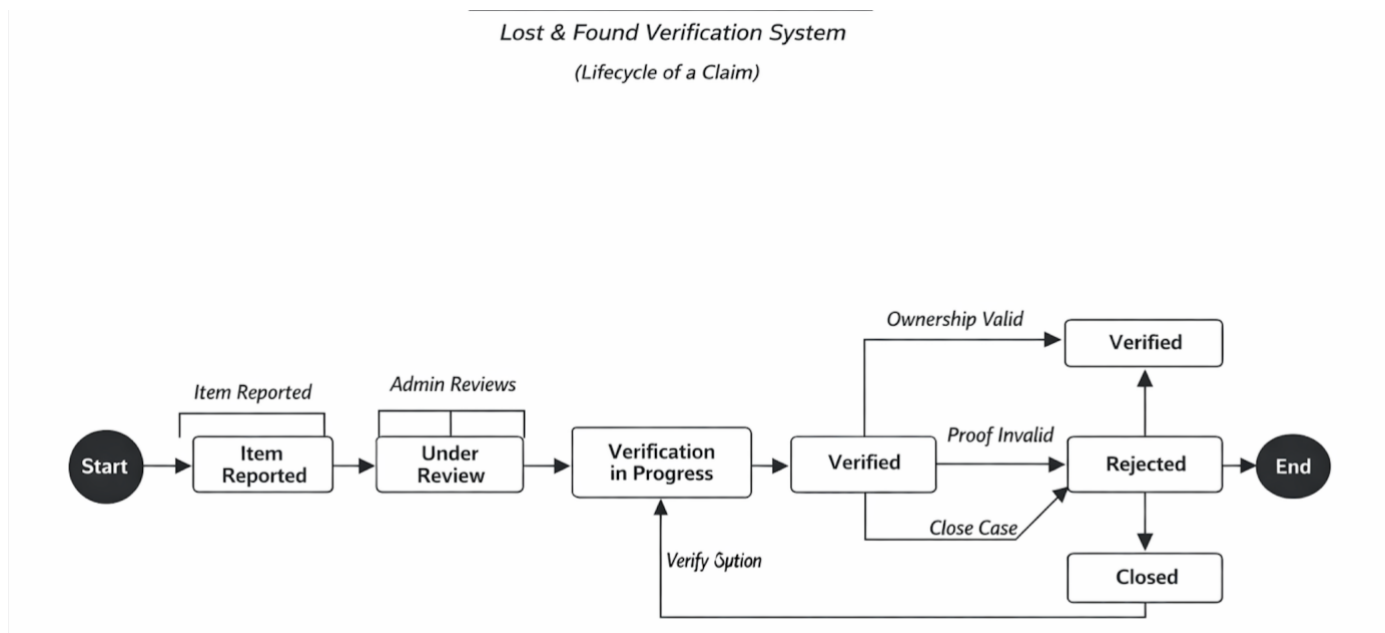 Lost & Found Verification System
(Lifecycle of a Claim)
Ownership Valid
Verified
Item Reported
Admin Reviews
Start
Item
Reported
Under
Review
Verification
in Progress
Verified
Proof Invalid
Rejected
End
Close Case
Verify
Closed